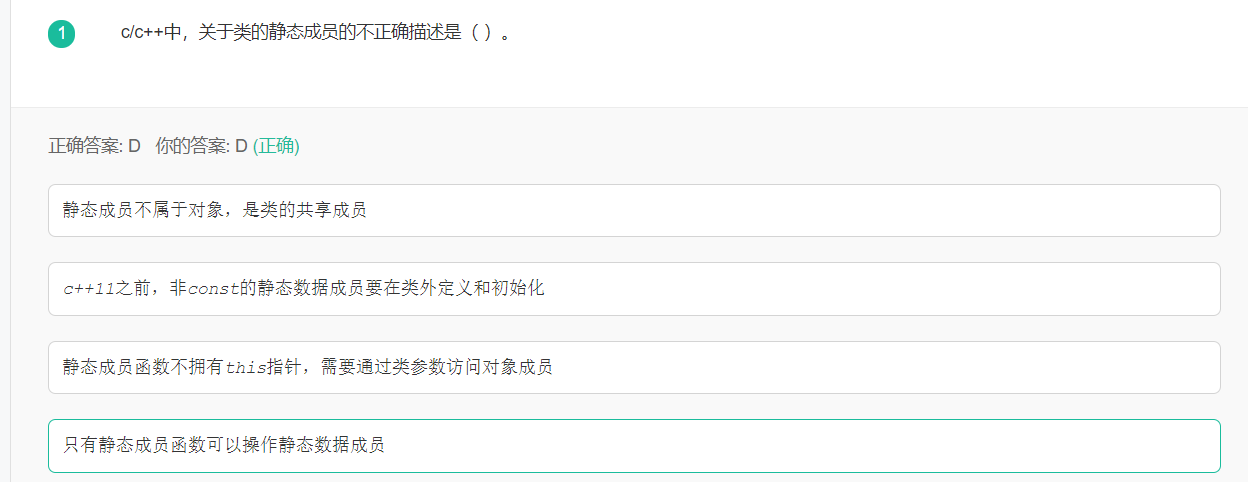 1 c/c++中，关于类的静态成员的不正确描述是（ ）。
正确答案: D 你的答案: D (正确)
静态成员不属于对象，是类的共享成员
c++11之前，非const的静态数据成员要在类外定义和初始化
静态成员函数不拥有this指针，需要通过类参数访问对象成员
只有静态成员函数可以操作静态数据成员